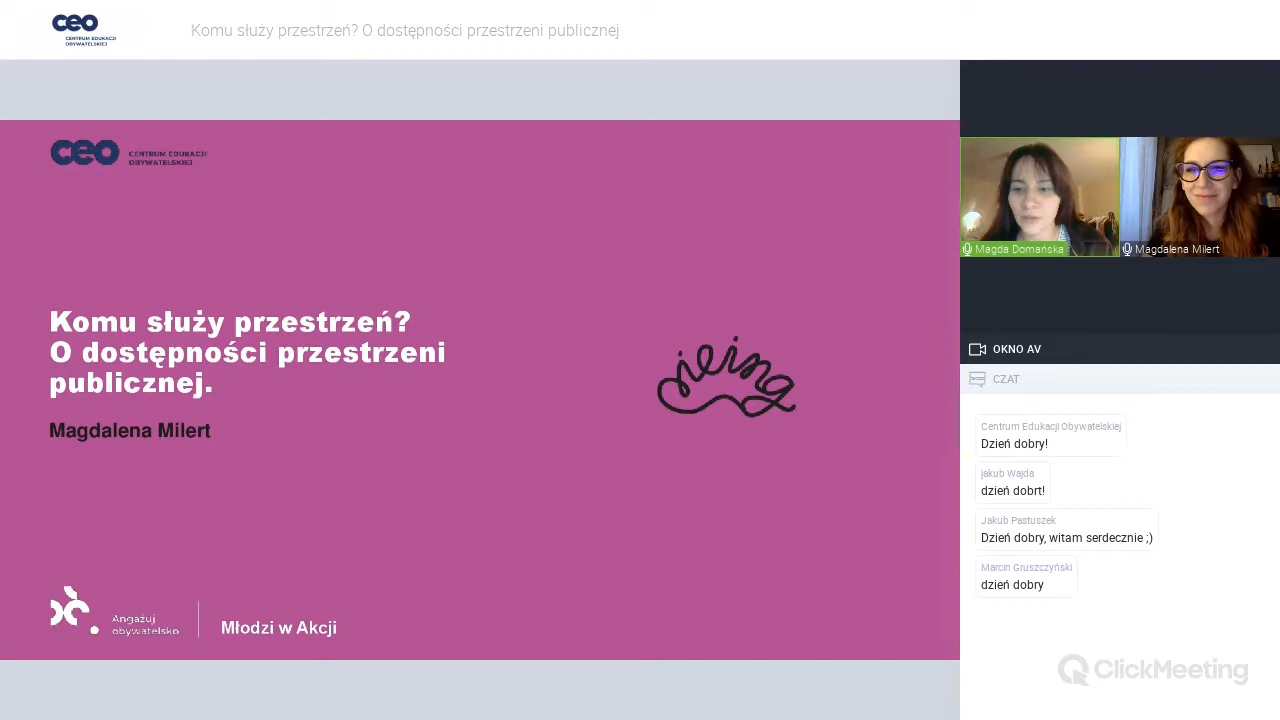 ceo
CENTRUM EDUKACJI
OBYWATELSKIEJ
Komu służy przestrzeń? O dostępności przestrzeni publicznej
ceo
CENTRUM EDUKACJI
OBYWATELSKIEJ
Komu służy przestrzeń?
O dostępności przestrzeni
publicznej.
Magdalena Milert
pieing
Angażuj
obywatelsko
Młodzi w Akcji
Magda Domańska
Magdalena Milert
OKNO AV
CZAT
Centrum Edukacji Obywatelskiej
Dzień dobry!
jakub Wajda
dzień dobrt!
Jakub Pastuszek
Dzień dobry, witam serdecznie ;)
Marcin Gruszczyński
dzień dobry
ClickMeeting